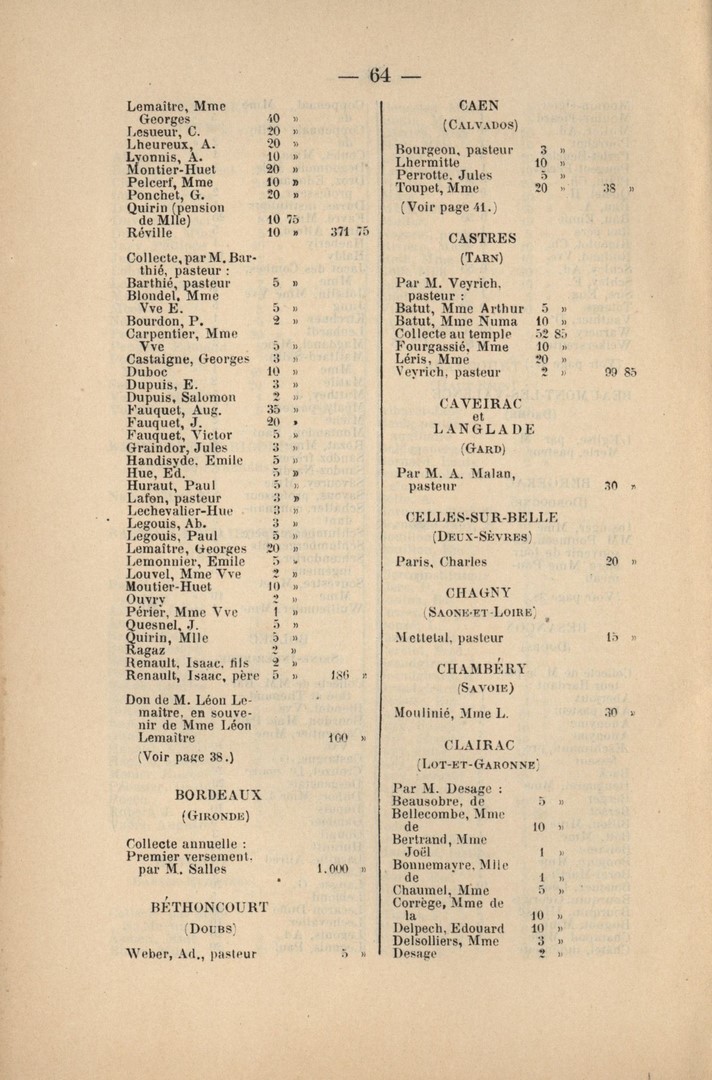 — 64 —
Lemaître, Mme
Georges 40 »
Lesueur, C. 20 »
Lheureux, A. 20 »
Lyonnis, A. 10 »
Montier-Huet 20 »
Pelcerf, Mme 10 »
Ponchet, G. 20 »
Quirin (pension
de Mlle) 10 75
Réville 10 » 371 75
Collecte, par M. Bar-
thié, pasteur :
Barthié, pasteur 5 »
Blondel, Mme
Vve E. 5 »
Bourdon, P. 2 »
Carpentier, Mme
Vve 5 »
Castaigne, Georges 3 »
Duboc 10 »
Dupuis, E. 3 »
Dupuis, Salomon 2 »
Fauquet, Aug. 35 »
Fauquet, J. 20 »
Fauquet, Victor 5 »
Graindor, Jules 3 »
Handisyde, Emile 5 »
Hue, Ed. 5 »
Huraut, Paul 5 »
Lafon, pasteur 3 »
Lechevalier-Hue 3 »
Legouis, Ab. 3 »
Legouis, Paul 5 »
Lemaître, Georges 20 »
Lemonnier, Emile 5 »
Louvel, Mme Vve 2 »
Moutier-Huet 10 »
Ouvry 2 »
Périer, Mme Vve 1 »
Quesnel, J. 5 »
Quirin, Mlle 5 »
Ragaz 2 »
Renault, Isaac, fils 2 »
Renault, Isaac, père 5 » 186 »
Don de M. Léon Le-
maître, en souve-
nir de Mme Léon
Lemaître 100 »
(Voir page 38.)
BORDEAUX
(GIRONDE)
Collecte annuelle :
Premier versement,
par M. Salles 1.000 »
BÉTHONCOURT
(DOUBS)
Weber, Ad., pasteur 5 »
CAEN
(CALVADOS)
Bourgeon, pasteur 3 »
Lhermitte 10 »
Perrotte, Jules 5 »
Toupet, Mme 20 » 38 »
(Voir page 41.)
CASTRES
(TARN)
Par M. Veyrich,
pasteur :
Batut, Mme Arthur 5 »
Batut, Mme Numa 10 »
Collecte au temple 52 85
Fourgassié, Mme 10 »
Léris, Mme 20 »
Veyrich, pasteur 2 » 99 85
CAVEIRAC
et
LANGLADE
(GARD)
Par M. A. Malan,
pasteur 30 »
CELLES-SUR-BELLE
(DEUX-SÈVRES)
Paris, Charles 20 »
CHAGNY
(SAONE-ET-LOIRE)
Mettetal, pasteur 15 »
CHAMBÉRY
(SAVOIE)
Moulinié, Mme L. 30 »
CLAIRAC
(LOT-ET-GARONNE)
Par M. Desage :
Beausobre, de 5 »
Bellecombe, Mme
de 10 »
Bertrand, Mme
Joël 1 »
Bonnemayre, Mlle
de 1 »
Chaumel, Mme 5 »
Corrège, Mme de
la 10 »
Delpech, Edouard 10 »
Delsolliers, Mme 3 »
Desage 2 »